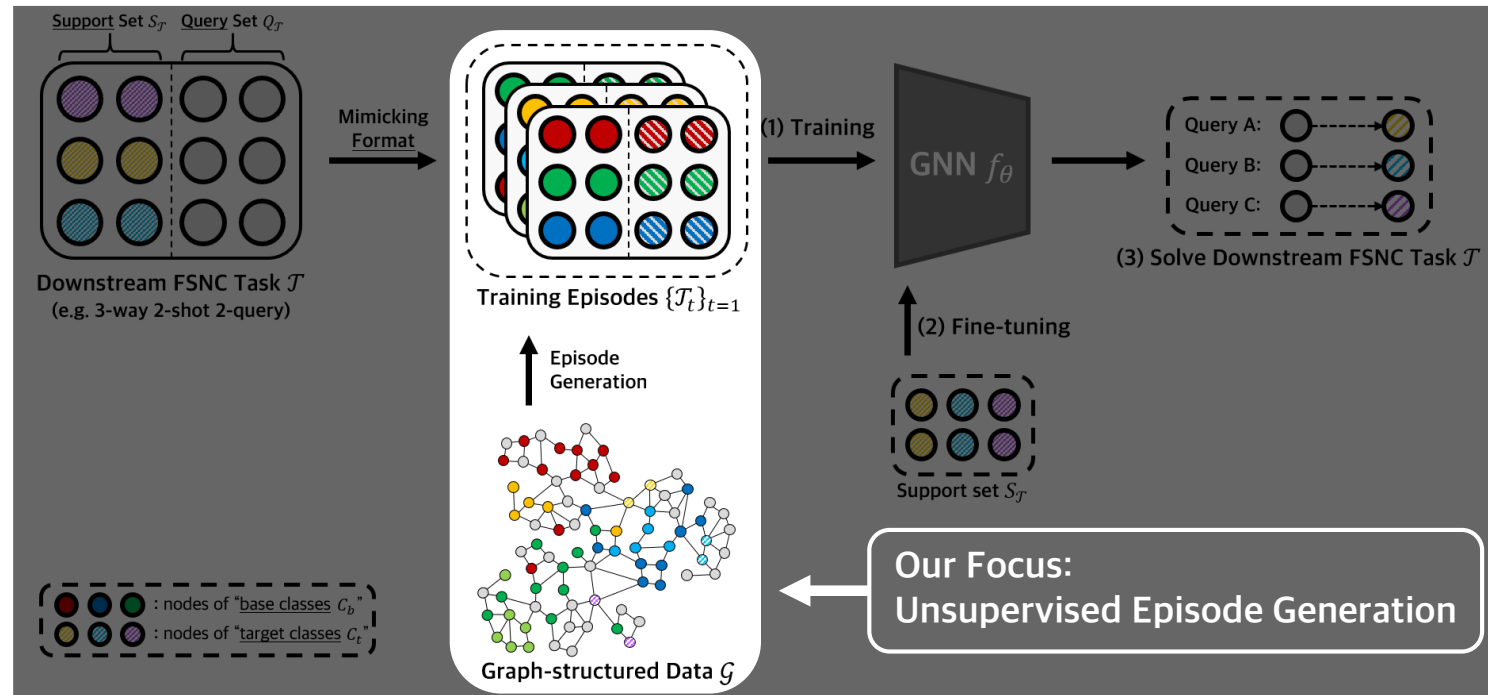 Support Set S_𝒯
Query Set Q_𝒯
Downstream FSNC Task 𝒯
(e.g. 3-way 2-shot 2-query)
Mimicking
Format
Training Episodes {𝒯_t}_{t=1}
Episode
Generation
Graph-structured Data 𝒢
(1) Training
GNN f_θ
(2) Fine-tuning
Support set S_𝒯
Query A:
Query B:
Query C:
(3) Solve Downstream FSNC Task 𝒯
: nodes of “base classes C_b”
: nodes of “target classes C_t”
Our Focus:
Unsupervised Episode Generation